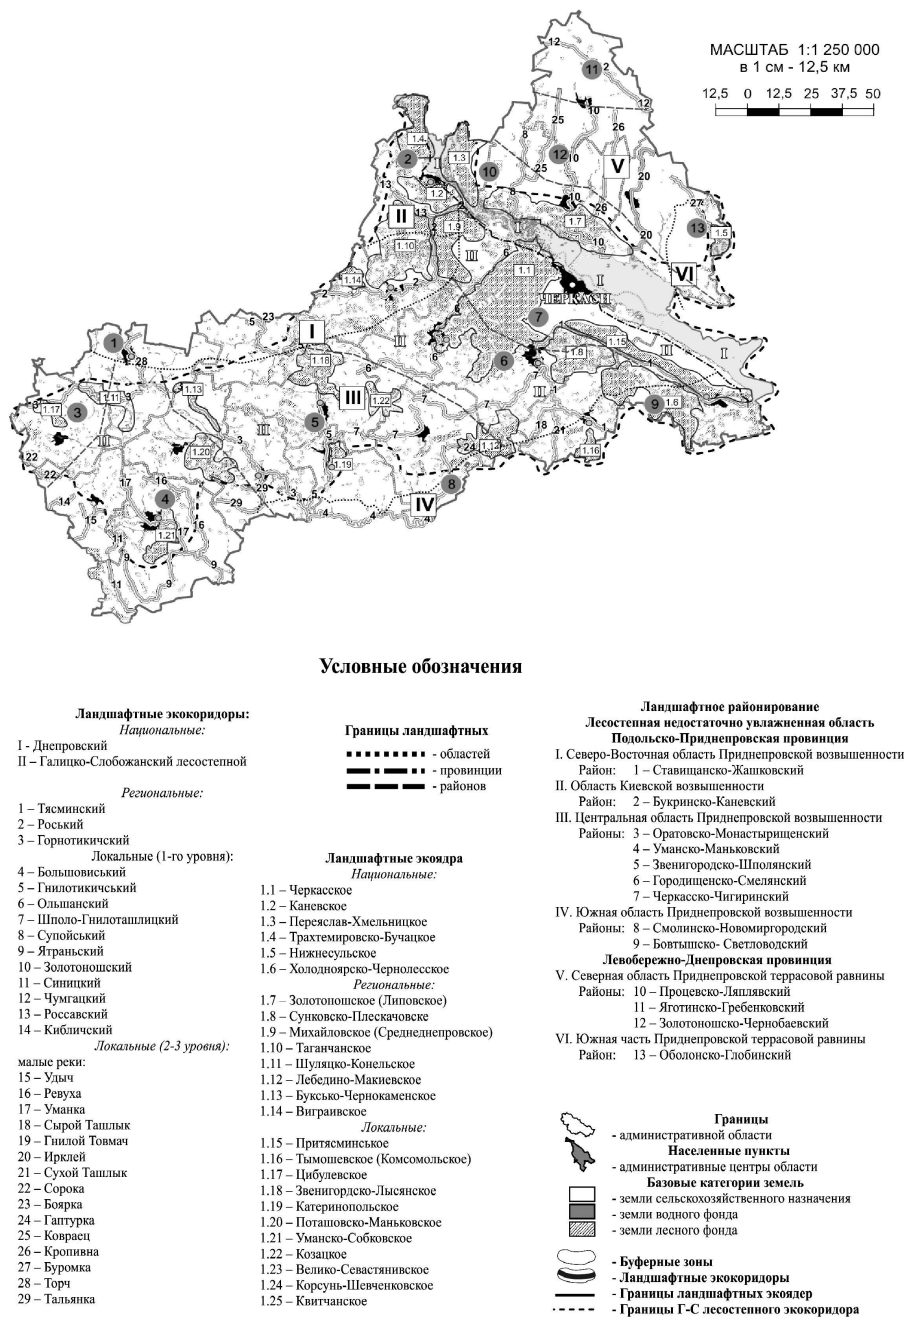 МАСШТАБ 1:1 250 000
в 1 см - 12,5 км
12,5 0 12,5 25 37,5 50
ЧЕРКАСИ
Условные обозначения
Ландшафтные экокоридоры:
Национальные:
I - Днепровский
II – Галицко-Слобожанский лесостепной
Региональные:
1 – Тясминский
2 – Роський
3 – Горнотикичский
Локальные (1-го уровня):
4 – Большовиський
5 – Гнилотикичський
6 – Ольшанский
7 – Шполо-Гнилоташлицкий
8 – Супойський
9 – Ятраньский
10 – Золотоношский
11 – Синицкий
12 – Чумгацкий
13 – Россавский
14 – Кибличский
Локальные (2-3 уровня):
малые реки:
15 – Удыч
16 – Ревуха
17 – Уманка
18 – Сырой Ташлык
19 – Гнилой Товмач
20 – Ирклей
21 – Сухой Ташлык
22 – Сорока
23 – Боярка
24 – Гаптурка
25 – Ковраец
26 – Кропивна
27 – Буромка
28 – Торч
29 – Тальянка
Границы ландшафтных
- областей
- провинции
- районов
Ландшафтные экоядра
Национальные:
1.1 – Черкасское
1.2 – Каневское
1.3 – Переяслав-Хмельницкое
1.4 – Трахтемировско-Бучацкое
1.5 – Нижнесульское
1.6 – Холодноярско-Чернолесское
Региональные:
1.7 – Золотоношское (Липовское)
1.8 – Сунковско-Плескачовске
1.9 – Михайловское (Среднеднепровское)
1.10 – Таганчанское
1.11 – Шуляцко-Конельское
1.12 – Лебедино-Макиевское
1.13 – Буксько-Чернокаменское
1.14 – Виграивское
Локальные:
1.15 – Притясминськое
1.16 – Тымошевское (Комсомольское)
1.17 – Цибулевское
1.18 – Звенигордско-Лысянское
1.19 – Катеринопольское
1.20 – Поташовско-Маньковское
1.21 – Уманско-Собковское
1.22 – Козацкое
1.23 – Велико-Севастянивское
1.24 – Корсунь-Шевченковское
1.25 – Квитчанское
Ландшафтное районирование
Лесостепная недостаточно увлажненная область
Подольско-Приднепровская провинция
I. Северо-Восточная область Приднепровской возвышенности
Район: 1 – Ставищанско-Жашковский
II. Область Киевской возвышенности
Район: 2 – Букринско-Каневский
III. Центральная область Приднепровской возвышенности
Районы: 3 – Оратовско-Монастырищенский
4 – Уманско-Маньковский
5 – Звенигородско-Шполянский
6 – Городищенско-Смелянский
7 – Черкасско-Чигиринский
IV. Южная область Приднепровской возвышенности
Районы: 8 – Смолинско-Новомиргородский
9 – Бовтышско- Светловодский
Левобережно-Днепровская провинция
V. Северная область Приднепровской террасовой равнины
Районы: 10 – Процевско-Ляплявский
11 – Яготинско-Гребенковский
12 – Золотоношско-Чернобаевский
VI. Южная часть Приднепровской террасовой равнины
Район: 13 – Оболонско-Глобинский
Границы
- административной области
Населенные пункты
- административные центры области
Базовые категории земель
- земли сельскохозяйственного назначения
- земли водного фонда
- земли лесного фонда
- Буферные зоны
- Ландшафтные экокоридоры
- Границы ландшафтных экоядер
- Границы Г-С лесостепного экокоридора